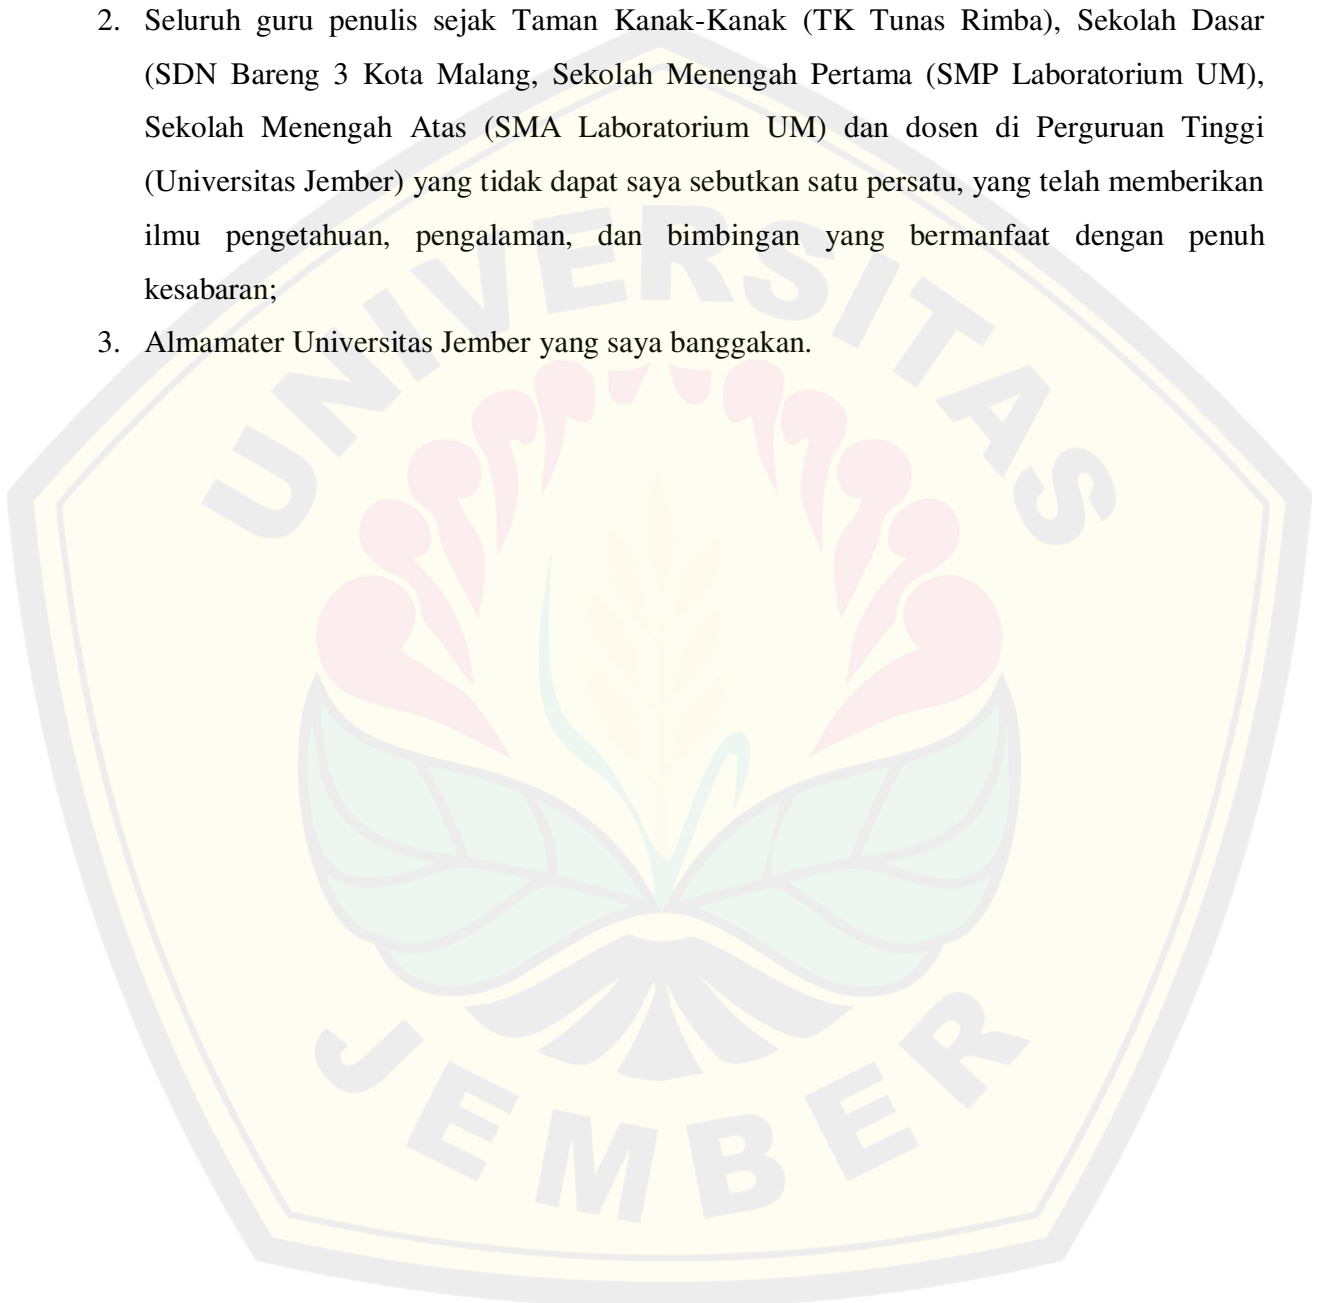 2. Seluruh guru penulis sejak Taman Kanak-Kanak (TK Tunas Rimba), Sekolah Dasar
(SDN Bareng 3 Kota Malang, Sekolah Menengah Pertama (SMP Laboratorium UM),
Sekolah Menengah Atas (SMA Laboratorium UM) dan dosen di Perguruan Tinggi
(Universitas Jember) yang tidak dapat saya sebutkan satu persatu, yang telah memberikan
ilmu pengetahuan, pengalaman, dan bimbingan yang bermanfaat dengan penuh
kesabaran;
3. Almamater Universitas Jember yang saya banggakan.
UNIVERSITAS
JEMBER